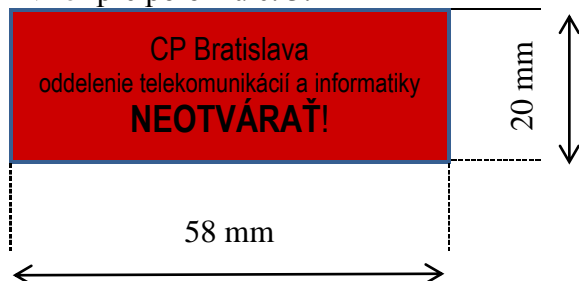 CP Bratislava
oddelenie telekomunikácií a informatiky
NEOTVÁRAŤ!
20 mm
58 mm